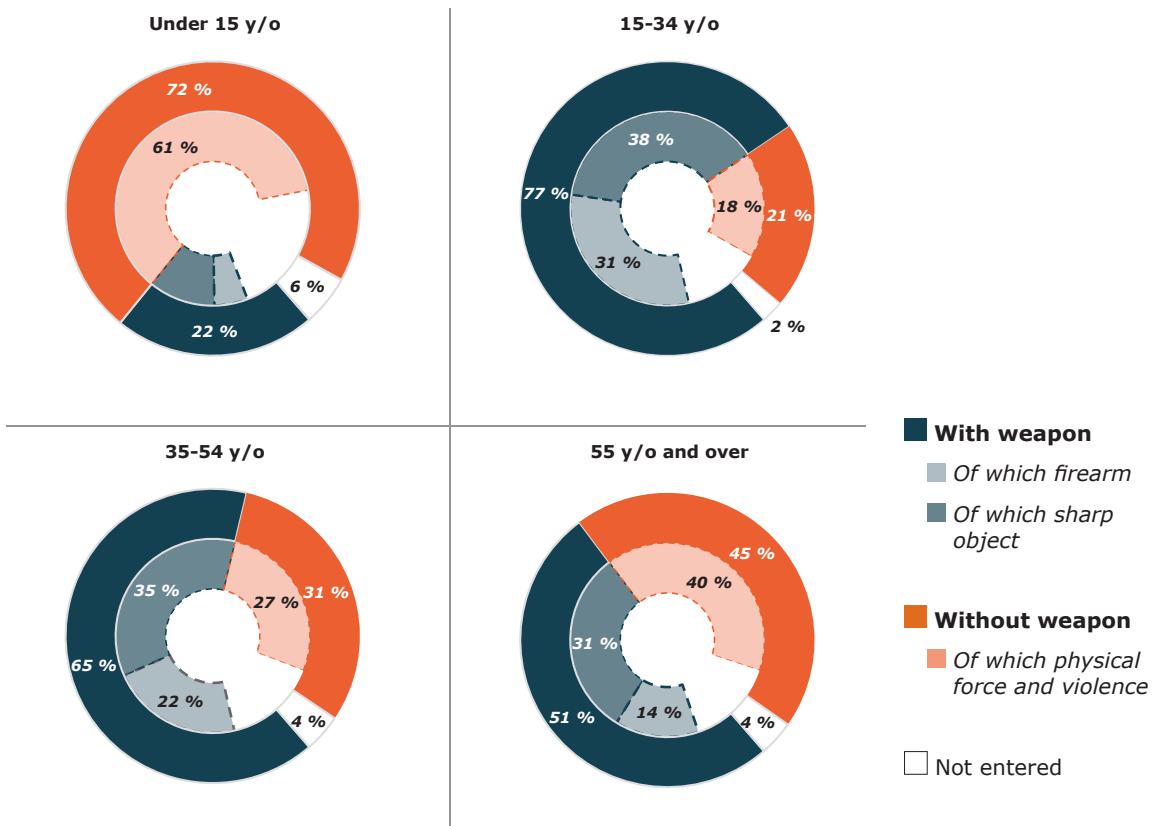 Under 15 y/o
72 %
61 %
6 %
22 %
15-34 y/o
38 %
77 %
18 %
21 %
31 %
2 %
35-54 y/o
35 %
27 %
31 %
65 %
22 %
4 %
55 y/o and over
45 %
40 %
31 %
51 %
14 %
4 %
With weapon
Of which firearm
Of which sharp
object
Without weapon
Of which physical
force and violence
Not entered